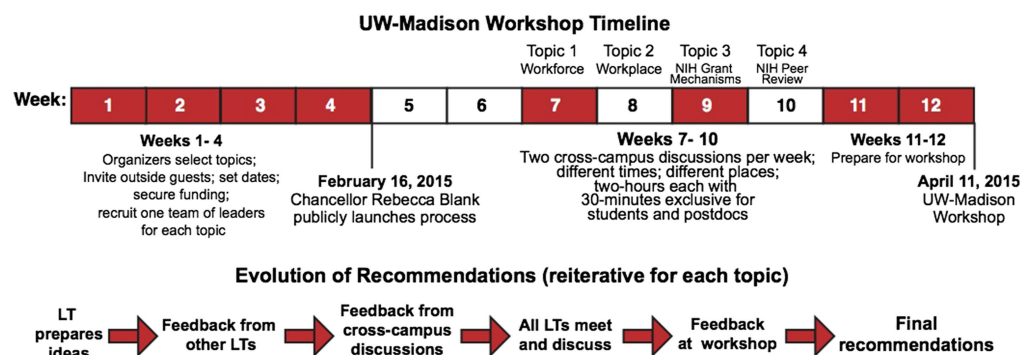 UW-Madison Workshop Timeline
Topic 1 Topic 2 Topic 3 Topic 4
Workforce Workplace NIH Grant NIH Peer
Mechanisms Review
Week: 1 2 3 4 5 6 7 8 9 10 11 12
Weeks 1- 4
Organizers select topics;
Invite outside guests; set dates;
secure funding;
recruit one team of leaders
for each topic
February 16, 2015
Chancellor Rebecca Blank
publicly launches process
Weeks 7- 10
Two cross-campus discussions per week;
different times; different places;
two-hours each with
30-minutes exclusive for
students and postdocs
Weeks 11-12
Prepare for workshop
April 11, 2015
UW-Madison
Workshop
Evolution of Recommendations (reiterative for each topic)
LT
prepares
ideas
Feedback from
other LTs
Feedback from
cross-campus
discussions
All LTs meet
and discuss
Feedback
at workshop
Final
recommendations